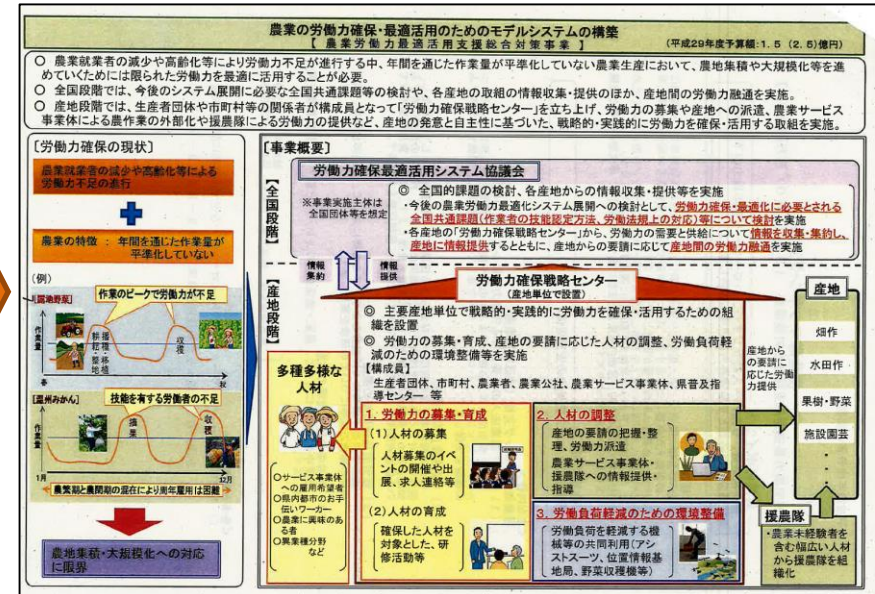 農業の労働力確保・最適活用のためのモデルシステムの構築
【 農業労働力最適活用支援総合対策事業 】
(平成29年度予算額:1.5 (2.5)億円)
○ 農業就業者の減少や高齢化等により労働力不足が進行する中、年間を通じた作業量が平準化していない農業生産において、農地集積や大規模化等を進
めていくためには限られた労働力を最適に活用することが必要。
○ 全国段階では、今後のシステム展開に必要な全国共通課題等の検討や、各産地の取組の情報収集・提供のほか、産地間の労働力融通を実施。
○ 産地段階では、生産者団体や市町村等の関係者が構成員となって「労働力確保戦略センター」を立ち上げ、労働力の募集や産地への派遣、農業サービス
事業体による農作業の外部化や援農隊による労働力の提供など、産地の発意と自主性に基づいた、戦略的・実践的に労働力を確保・活用する取組を実施。
〔労働力確保の現状〕
農業就業者の減少や高齢化等による
労働力不足の進行
農業の特徴 : 年間を通じた作業量が
平準化していない
(例)
[露地野菜]
作業のピークで労働力が不足
作業量
耕耘・整地
播種・移植
収穫
春
秋
[温州みかん]
技能を有する労働者の不足
作業量
摘果
収穫
1月
12月
農繁期と農閑期の混在により周年雇用は困難
農地集積・大規模化への対応
に限界
[事業概要]
【全国段階】
労働力確保最適活用システム協議会
※事業実施主体は
全国団体等を想定
◎ 全国的課題の検討、各産地からの情報収集・提供等を実施
・今後の農業労働力最適化システム展開への検討として、労働力確保・最適化に必要とされる
全国共通課題(作業者の技能認定方法、労働法規上の対応)等について検討を実施
・各産地の「労働力確保戦略センター」から、労働力の需要と供給について情報を収集・集約し、
産地に情報提供するとともに、産地からの要請に応じて産地間の労働力融通を実施
情報集約
情報提供
【産地段階】
労働力確保戦略センター
(産地単位で設置)
◎ 主要産地単位で戦略的・実践的に労働力を確保・活用するための組
織を設置
◎ 労働力の募集・育成、産地の要請に応じた人材の調整、労働負荷軽
減のための環境整備等を実施
【構成員】
生産者団体、市町村、農業者、農業公社、農業サービス事業体、県普及指
導センター 等
多種多様な
人材
○サービス事業体
への雇用希望者
○県内都市のお手
伝いワーカー
○農業に興味のあ
る者
○異業種分野
など
1. 労働力の募集・育成
(1)人材の募集
人材募集のイベ
ントの開催や出
展、求人連絡等
(2)人材の育成
確保した人材を
対象とした、研
修活動等
2. 人材の調整
産地の要請の把握・整
理、労働力派遣
農業サービス事業体・
援農隊への情報提供・
指導
3. 労働負荷軽減のための環境整備
労働負荷を軽減する機
械等の共同利用(アシ
ストスーツ、位置情報基
地局、野菜収穫機等)
産地から
の要請に
応じた労働
力提供
産地
畑作
水田作
果樹・野菜
施設園芸
・
・
援農隊
・農業未経験者を
含む幅広い人材
から援農隊を組
織化